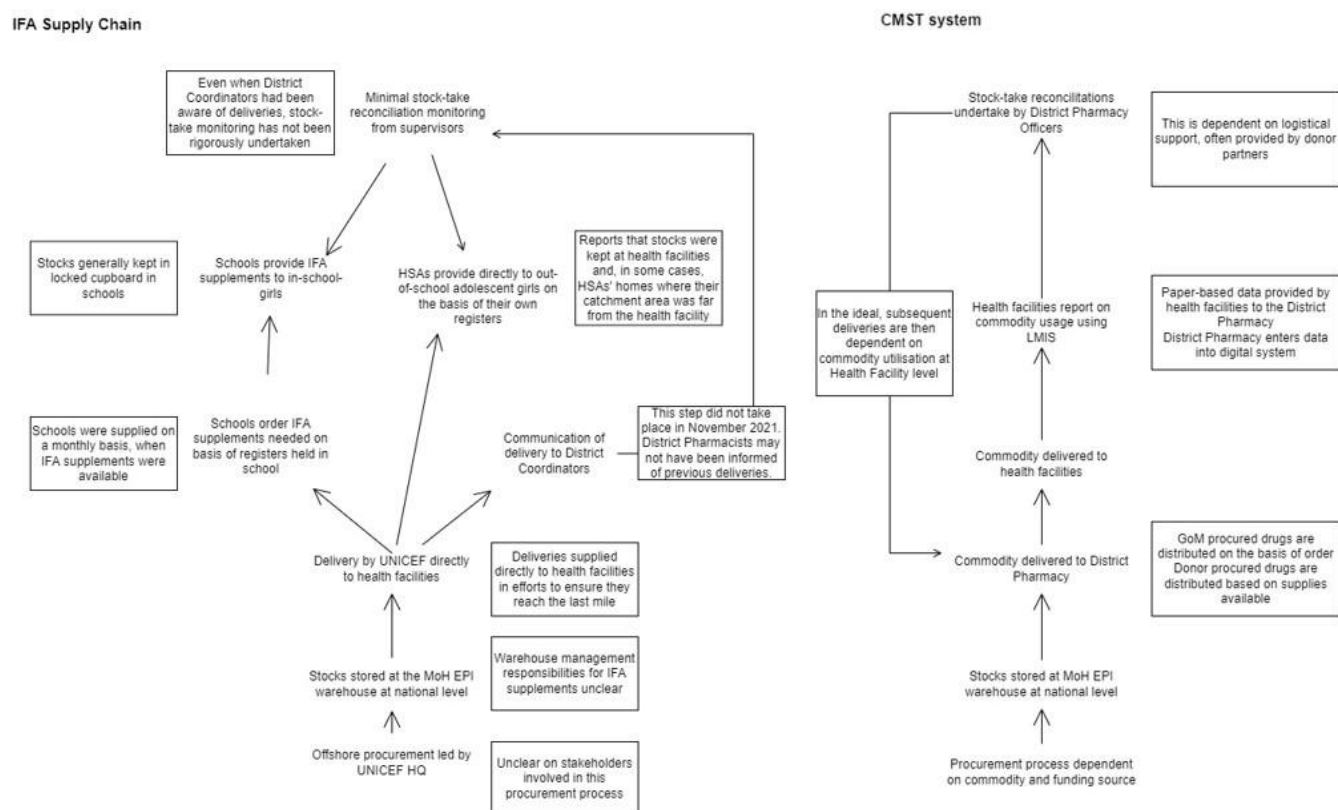 IFA Supply Chain
CMST system
Even when District
Coordinators had been
aware of deliveries, stock-
take monitoring has not been
rigorously undertaken
Minimal stock-take
reconciliation monitoring
from supervisors
Stocks generally kept in
locked cupboard in
schools
Schools provide IFA
supplements to in-school-
girls
HSAs provide directly to out-
of-school adolescent girls on
the basis of their own
registers
Reports that stocks were
kept at health facilities
and, in some cases,
HSAs' homes where their
catchment area was far
from the health facility
Schools were supplied on
a monthly basis, when
IFA supplements were
available
Schools order IFA
supplements needed on
basis of registers held in
school
Communication of
delivery to District
Coordinators
This step did not take
place in November 2021.
District Pharmacists may
not have been informed
of previous deliveries.
Delivery by UNICEF directly
to health facilities
Deliveries supplied
directly to health facilities
in efforts to ensure they
reach the last mile
Stocks stored at the MoH EPI
warehouse at national level
Warehouse management
responsibilities for IFA
supplements unclear
Offshore procurement led by
UNICEF HQ
Unclear on stakeholders
involved in this
procurement process
Stock-take reconcilitations
undertake by District Pharmacy
Officers
This is dependent on logistical
support, often provided by donor
partners
In the ideal, subsequent
deliveries are then
dependent on
commodity utilisation at
Health Facility level
Health facilities report on
commodity usage using
LMIS
Paper-based data provided by
health facilities to the District
Pharmacy
District Pharmacy enters data
into digital system
Commodity delivered to
health facilities
Commodity delivered to District
Pharmacy
GoM procured drugs are
distributed on the basis of order
Donor procured drugs are
distributed based on supplies
available
Stocks stored at MoH EPI
warehouse at national level
Procurement process dependent
on commodity and funding source